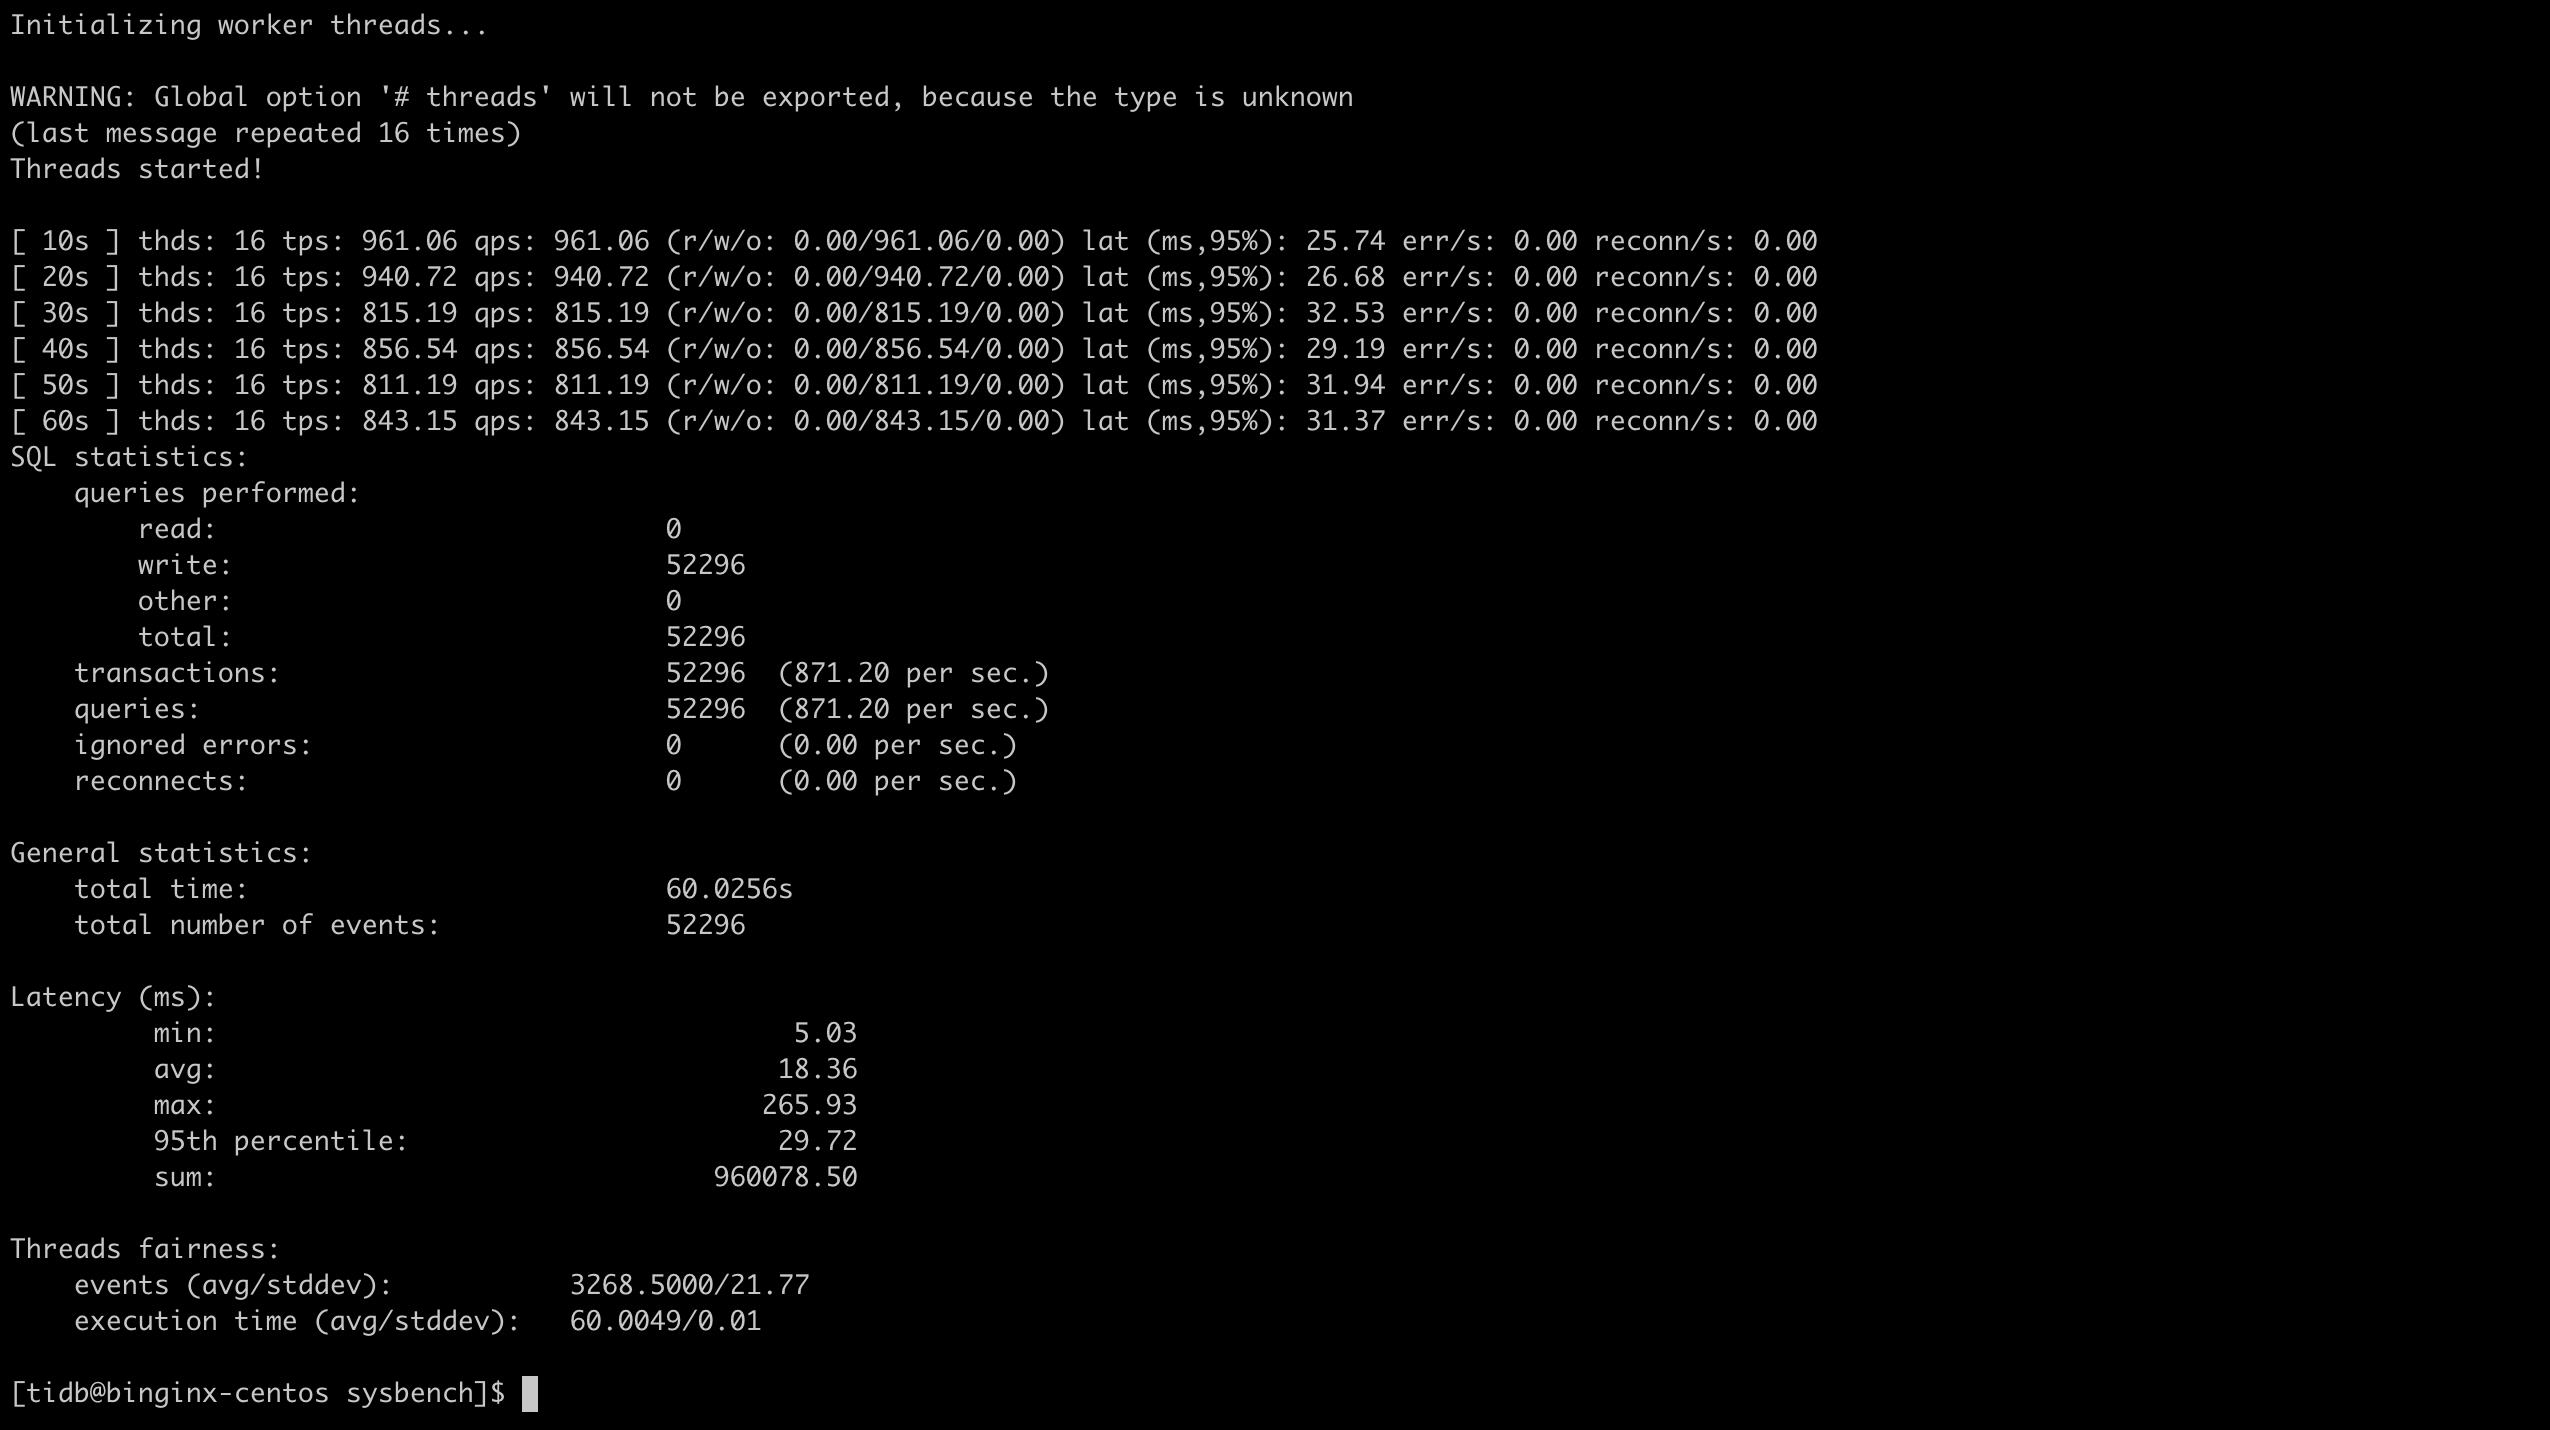 Initializing worker threads...
WARNING: Global option '# threads' will not be exported, because the type is unknown
(last message repeated 16 times)
Threads started!
[ 10s ] thds: 16 tps: 961.06 qps: 961.06 (r/w/o: 0.00/961.06/0.00) lat (ms,95%): 25.74 err/s: 0.00 reconn/s: 0.00
[ 20s ] thds: 16 tps: 940.72 qps: 940.72 (r/w/o: 0.00/940.72/0.00) lat (ms,95%): 26.68 err/s: 0.00 reconn/s: 0.00
[ 30s ] thds: 16 tps: 815.19 qps: 815.19 (r/w/o: 0.00/815.19/0.00) lat (ms,95%): 32.53 err/s: 0.00 reconn/s: 0.00
[ 40s ] thds: 16 tps: 856.54 qps: 856.54 (r/w/o: 0.00/856.54/0.00) lat (ms,95%): 29.19 err/s: 0.00 reconn/s: 0.00
[ 50s ] thds: 16 tps: 811.19 qps: 811.19 (r/w/o: 0.00/811.19/0.00) lat (ms,95%): 31.94 err/s: 0.00 reconn/s: 0.00
[ 60s ] thds: 16 tps: 843.15 qps: 843.15 (r/w/o: 0.00/843.15/0.00) lat (ms,95%): 31.37 err/s: 0.00 reconn/s: 0.00
SQL statistics:
queries performed:
read: 0
write: 52296
other: 0
total: 52296
transactions: 52296 (871.20 per sec.)
queries: 52296 (871.20 per sec.)
ignored errors: 0 (0.00 per sec.)
reconnects: 0 (0.00 per sec.)
General statistics:
total time: 60.0256s
total number of events: 52296
Latency (ms):
min: 5.03
avg: 18.36
max: 265.93
95th percentile: 29.72
sum: 960078.50
Threads fairness:
events (avg/stddev): 3268.5000/21.77
execution time (avg/stddev): 60.0049/0.01
[tidb@binginx-centos sysbench]$